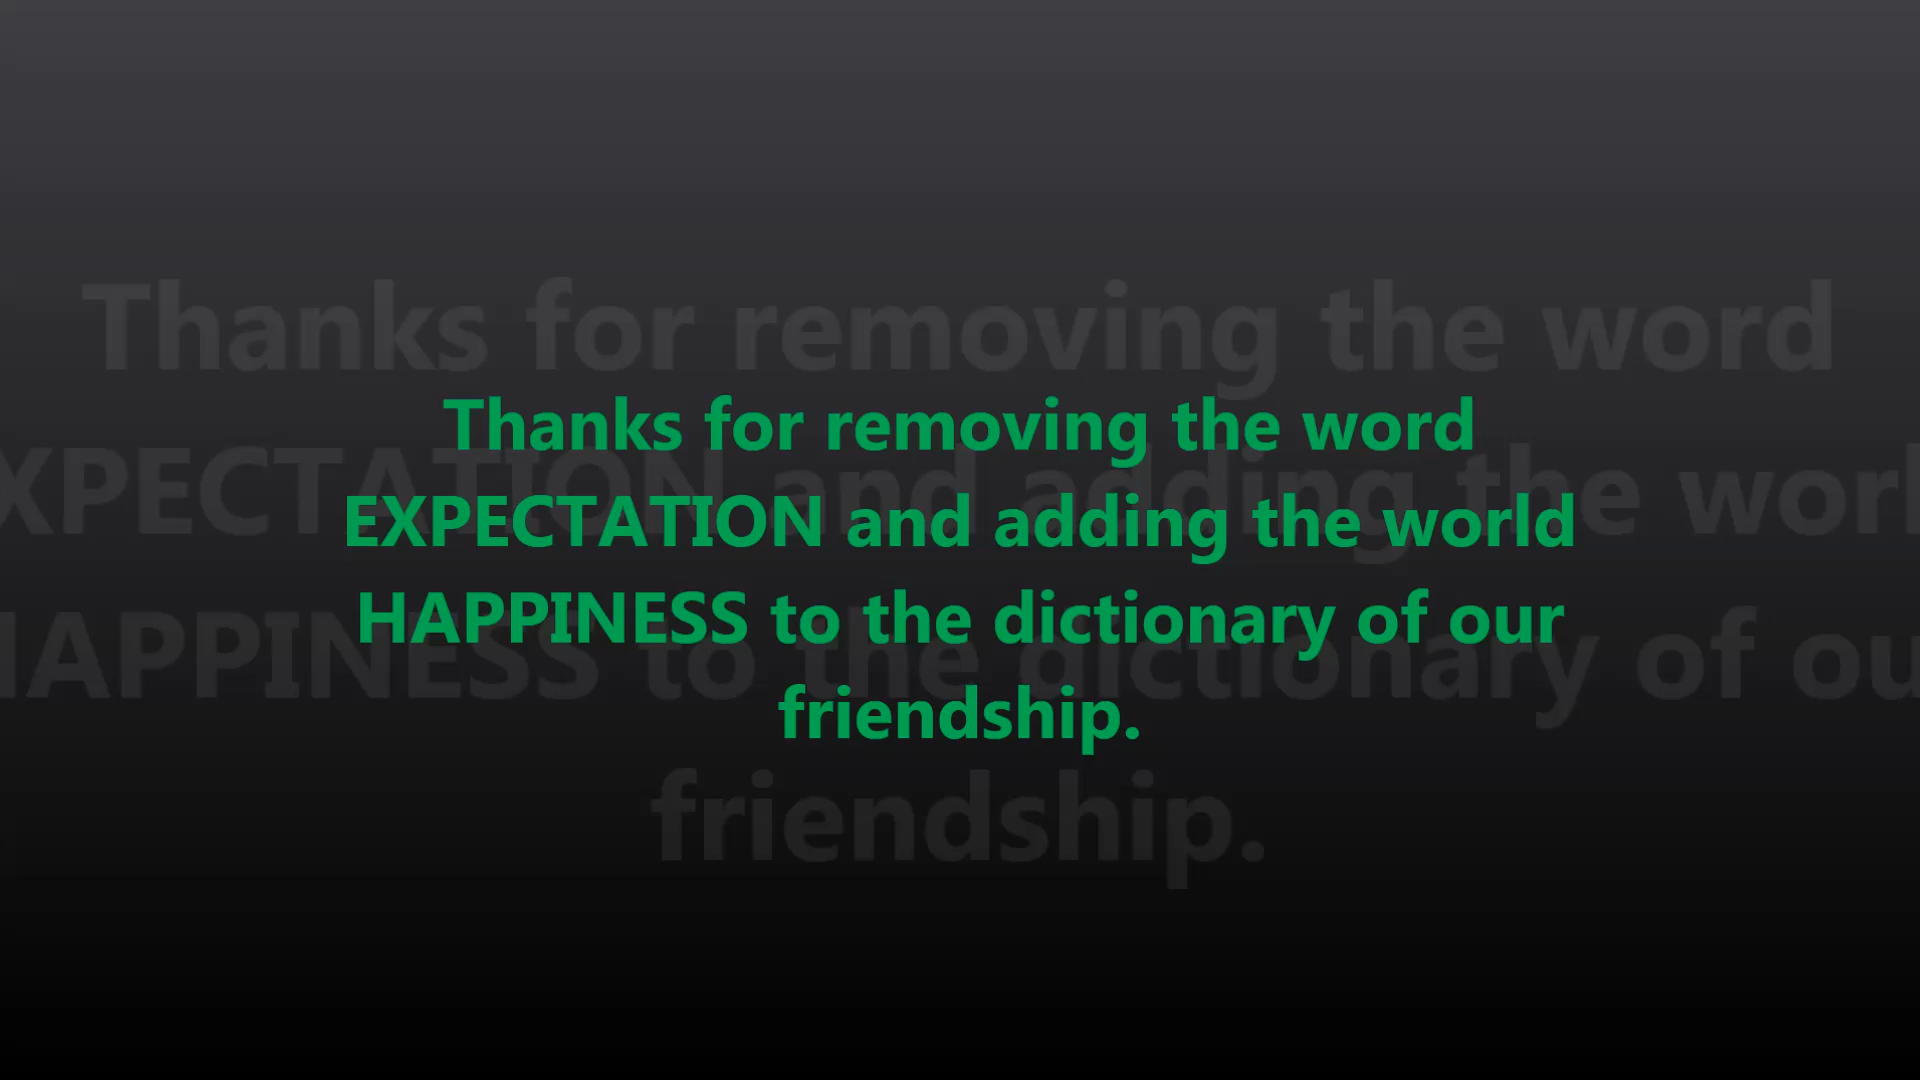 Thanks for removing the word
EXPECTATION and adding the world
HAPPINESS to the dictionary of our
friendship.